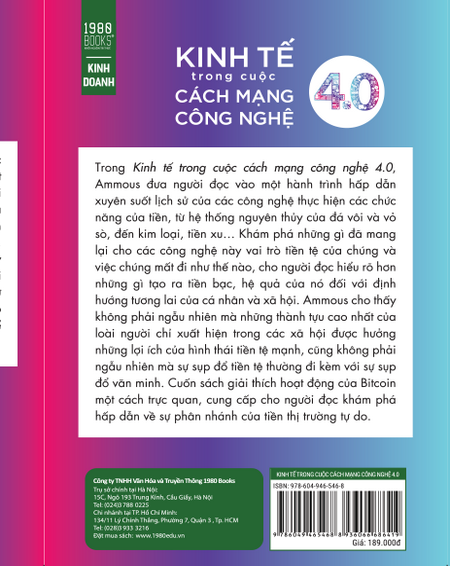 1980
BOOKS
KINH
DOANH
KINH TẾ
trong cuộc
CÁCH MẠNG
CÔNG NGHỆ
4.0
Trong Kinh tế trong cuộc cách mạng công nghệ 4.0,
Ammous đưa người đọc vào một hành trình hấp dẫn
xuyên suốt lịch sử của các công nghệ thực hiện các chức
năng của tiền, từ hệ thống nguyên thủy của đá vôi và vỏ
sò, đến kim loại, tiền xu... Khám phá những gì đã mang
lại cho các công nghệ này vai trò tiền tệ của chúng và
việc chúng mất đi như thế nào, cho người đọc hiểu rõ hơn
những gì tạo ra tiền bạc, hệ quả của nó đối với định
hướng tương lai của cá nhân và xã hội. Ammous cho thấy
không phải ngẫu nhiên mà những thành tựu cao nhất của
loài người chỉ xuất hiện trong các xã hội được hưởng
những lợi ích của hình thái tiền tệ mạnh, cũng không phải
ngẫu nhiên mà sự sụp đổ tiền tệ thường đi kèm với sự sụp
đổ văn minh. Cuốn sách giải thích hoạt động của Bitcoin
một cách trực quan, cung cấp cho người đọc khám phá
hấp dẫn về sự phân nhánh của tiền thị trường tự do.
Công ty TNHH Văn Hóa và Truyền Thông 1980 Books
Trụ sở chính tại Hà Nội:
15C, Ngõ 193 Trung Kính, Cầu Giấy, Hà Nội
Tel: (024) 3788 0225
Chi nhánh tại TP. Hồ Chí Minh:
134/11 Lý Chính Thắng, Phường 7, Quận 3 , Tp. HCM
Tel: (028) 933 3216
Đặt mua sách: www.1980edu.vn
KINH TẾ TRONG CUỘC CÁCH MẠNG CÔNG NGHỆ 4.0
ISBN: 978-604-946-546-8
9786049465468 8936066686419
Giá: 189.000đ